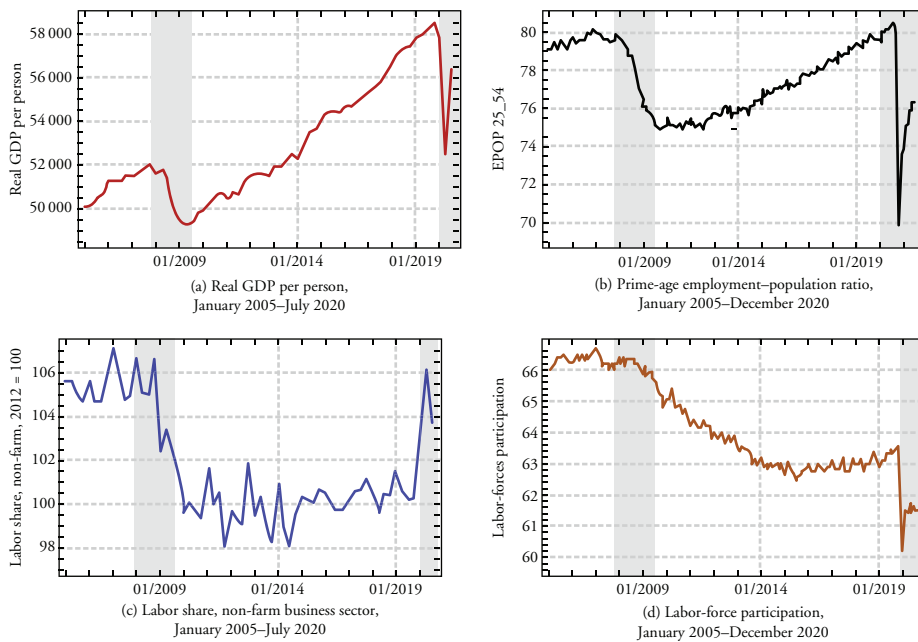 Real GDP per person
58 000
56 000
54 000
52 000
50 000
01/2009
01/2014
01/2019
(a) Real GDP per person,
January 2005–July 2020
EPOP 25_54
80
78
76
74
72
70
01/2009
01/2014
01/2019
(b) Prime-age employment–population ratio,
January 2005–December 2020
Labor share, non-farm, 2012 = 100
106
104
102
100
98
01/2009
01/2014
01/2019
(c) Labor share, non-farm business sector,
January 2005–July 2020
Labor-forces participation
66
65
64
63
62
61
60
01/2009
01/2014
01/2019
(d) Labor-force participation,
January 2005–December 2020